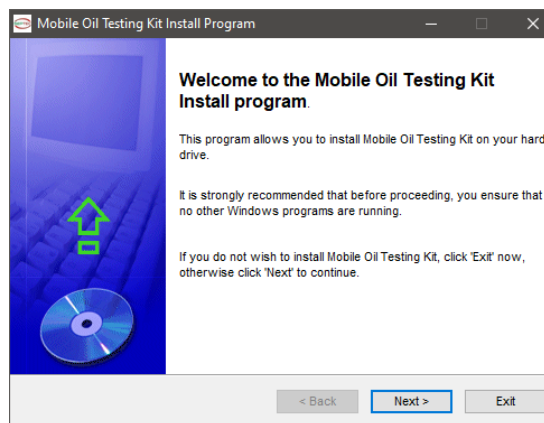 Mobile Oil Testing Kit Install Program
Welcome to the Mobile Oil Testing Kit
Install program.
This program allows you to install Mobile Oil Testing Kit on your hard
drive.
It is strongly recommended that before proceeding, you ensure that
no other Windows programs are running.
If you do not wish to install Mobile Oil Testing Kit, click 'Exit' now,
otherwise click 'Next' to continue.
< Back Next > Exit